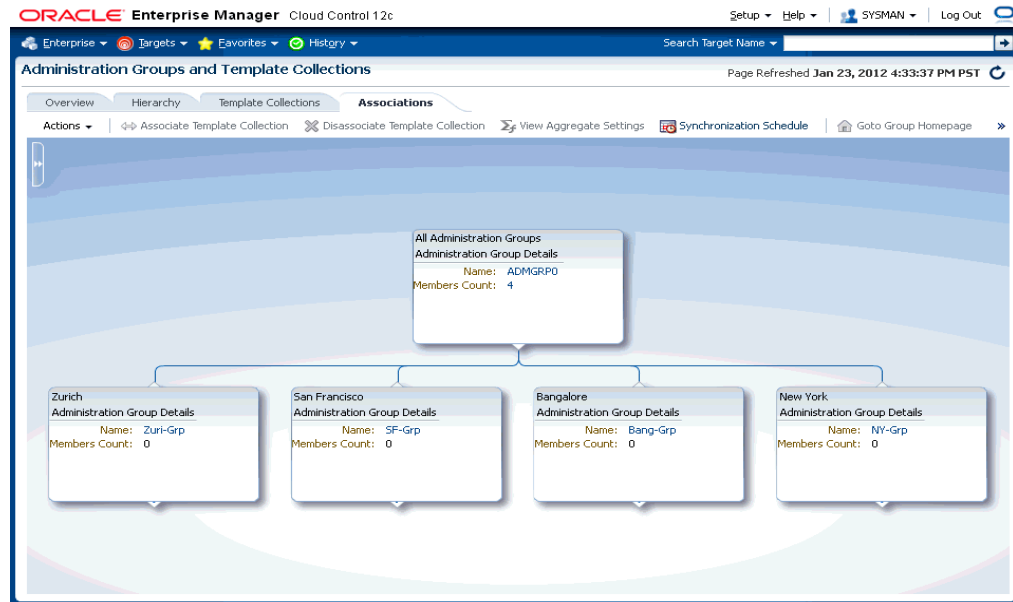 ORACLE Enterprise Manager Cloud Control 12c
Setup Help SYSMAN Log Out
Enterprise Targets Favorites History Search Target Name
Administration Groups and Template Collections
Page Refreshed Jan 23, 2012 4:33:37 PM PST
Overview Hierarchy Template Collections Associations
Actions Associate Template Collection Disassociate Template Collection View Aggregate Settings Synchronization Schedule Goto Group Homepage »
All Administration Groups
Administration Group Details
Name: ADMGRP0
Members Count: 4
Zurich
Administration Group Details
Name: Zuri-Grp
Members Count: 0
San Francisco
Administration Group Details
Name: SF-Grp
Members Count: 0
Bangalore
Administration Group Details
Name: Bang-Grp
Members Count: 0
New York
Administration Group Details
Name: NY-Grp
Members Count: 0